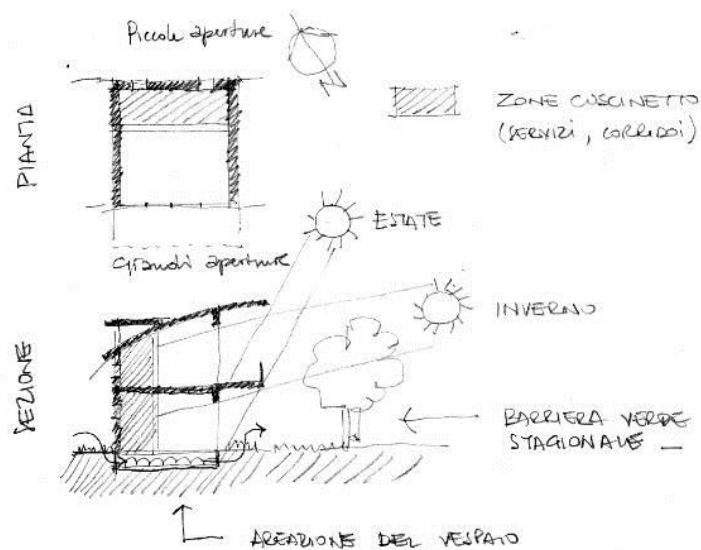 Piccole aperture
N
PIANTA
ZONE CUSCINETTO
(SERVIZI, CORRIDOI)
ESTATE
Grandi aperture
INVERNO
SEZIONE
BARRIERA VERDE
STAGIONALE
AREAZIONE DEL VESPAIO